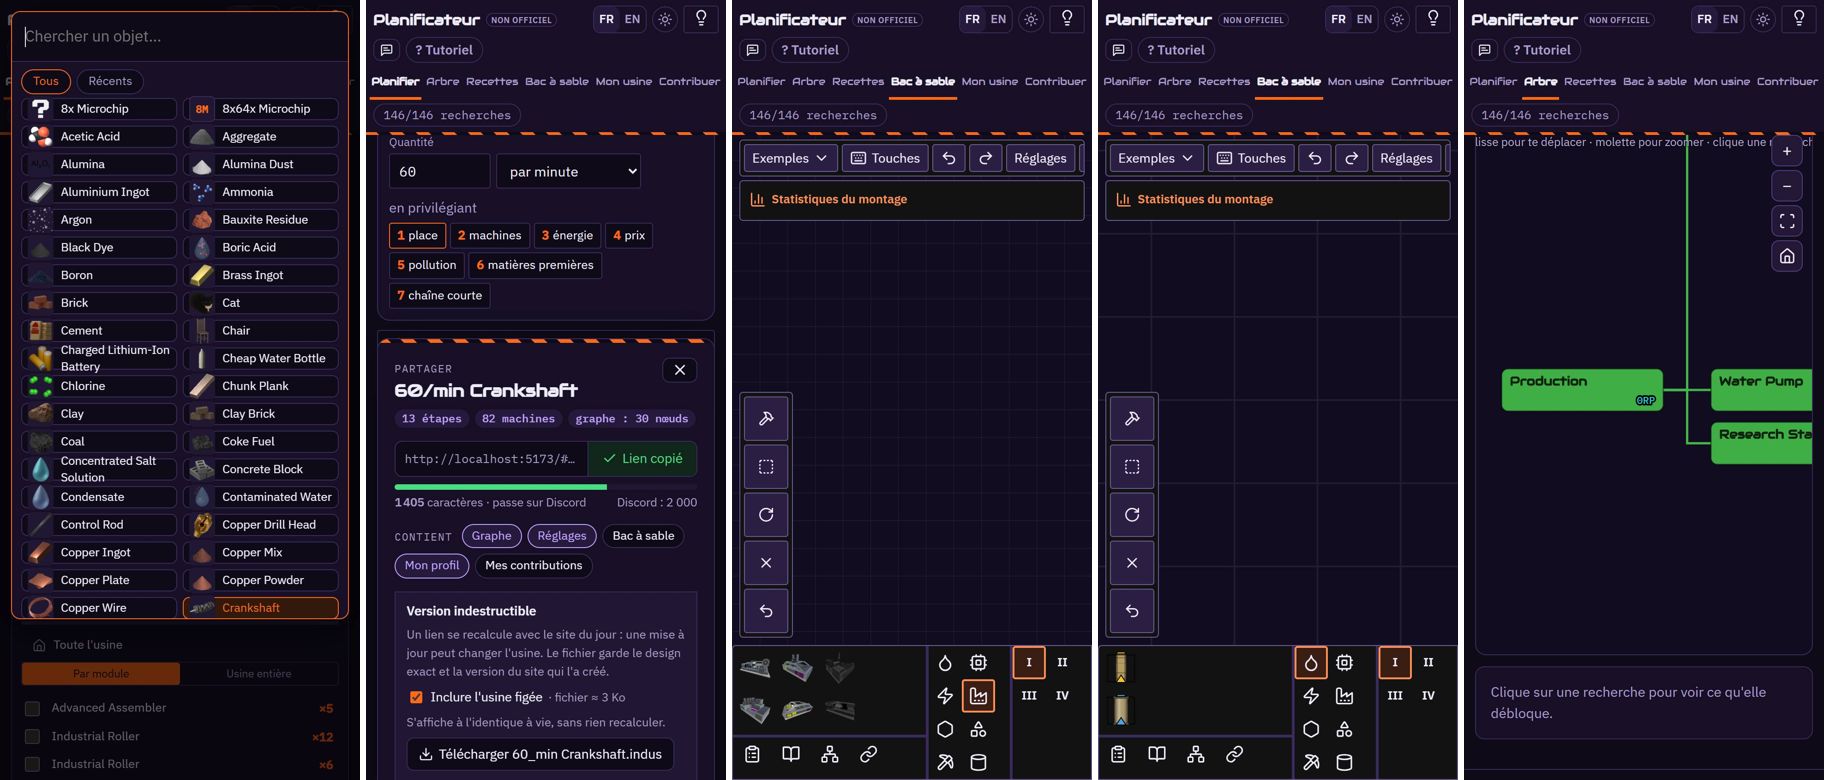 Chercher un objet...
Tous Récents
8x Microchip 8M 8x64x Microchip
Acetic Acid Aggregate
Alumina Alumina Dust
Aluminium Ingot Ammonia
Argon Bauxite Residue
Black Dye Boric Acid
Boron Brass Ingot
Brick Cat
Cement Chair
Charged Lithium-Ion
Battery Cheap Water Bottle
Chlorine Chunk Plank
Clay Clay Brick
Coal Coke Fuel
Concentrated Salt
Solution Concrete Block
Condensate Contaminated Water
Control Rod Copper Drill Head
Copper Ingot Copper Mix
Copper Plate Copper Powder
Copper Wire Crankshaft
Toute l'usine
Par module Usine entière
Advanced Assembler ×5
Industrial Roller ×12
Industrial Roller ×6
Planificateur NON OFFICIEL FR EN
? Tutoriel
Planifier Arbre Recettes Bac à sable Mon usine Contribuer
146/146 recherches
Quantité
60 par minute
en privilégiant
1 place 2 machines 3 énergie 4 prix
5 pollution 6 matières premières
7 chaîne courte
PARTAGER
60/min Crankshaft
13 étapes 82 machines graphe : 30 nœuds
http://localhost:5173/#… Lien copié
1 405 caractères · passe sur Discord Discord : 2 000
CONTIENT Graphe Réglages Bac à sable
Mon profil Mes contributions
Version indestructible
Un lien se recalcule avec le site du jour : une mise à
jour peut changer l'usine. Le fichier garde le design
exact et la version du site qui l'a créé.
Inclure l'usine figée · fichier ≈ 3 Ko
S'affiche à l'identique à vie, sans rien recalculer.
Télécharger 60_min Crankshaft.indus
Planificateur NON OFFICIEL FR EN
? Tutoriel
Planifier Arbre Recettes Bac à sable Mon usine Contribuer
146/146 recherches
Exemples Touches Réglages
Statistiques du montage
I II
III IV
Planificateur NON OFFICIEL FR EN
? Tutoriel
Planifier Arbre Recettes Bac à sable Mon usine Contribuer
146/146 recherches
Exemples Touches Réglages
Statistiques du montage
I II
III IV
Planificateur NON OFFICIEL FR EN
? Tutoriel
Planifier Arbre Recettes Bac à sable Mon usine Contribuer
146/146 recherches
lisse pour te déplacer · molette pour zoomer · clique une
Production
0RP
Water Pump
Research Sta
Clique sur une recherche pour voir ce qu'elle
débloque.